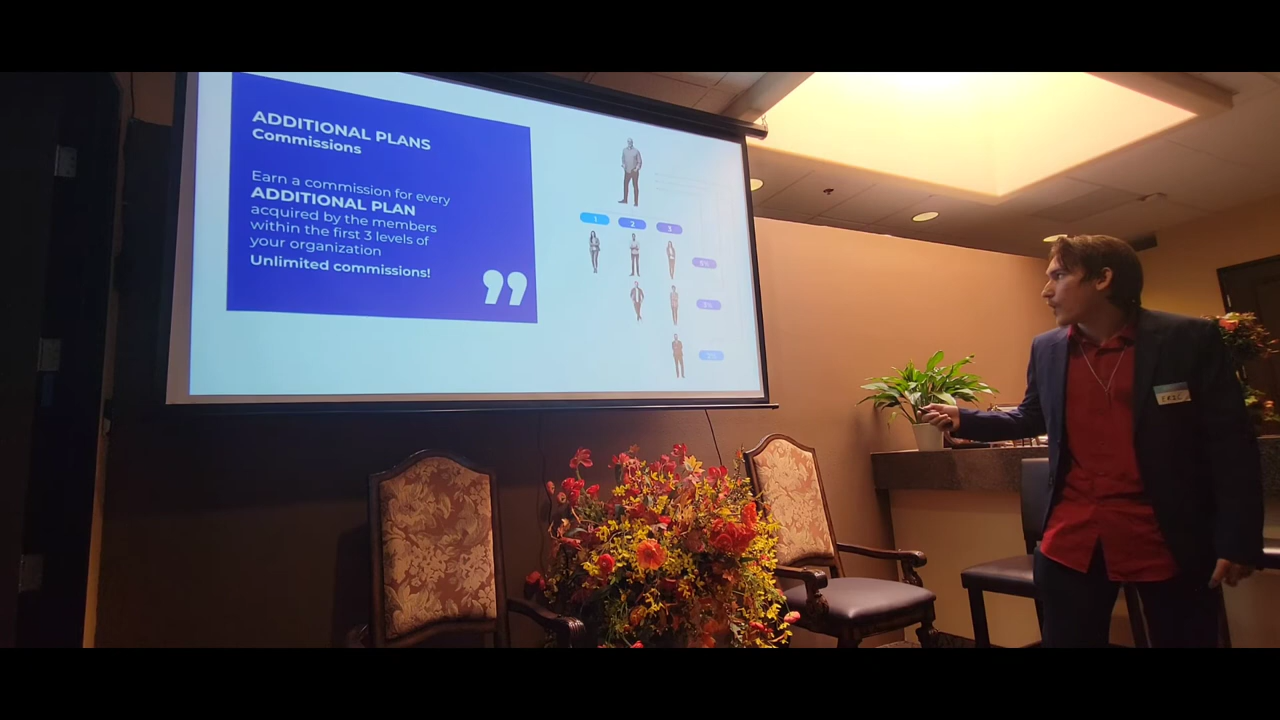 ADDITIONAL PLANS
Commissions
Earn a commission for every
ADDITIONAL PLAN
acquired by the members
within the first 3 levels of
your organization
Unlimited commissions!
1 2 3